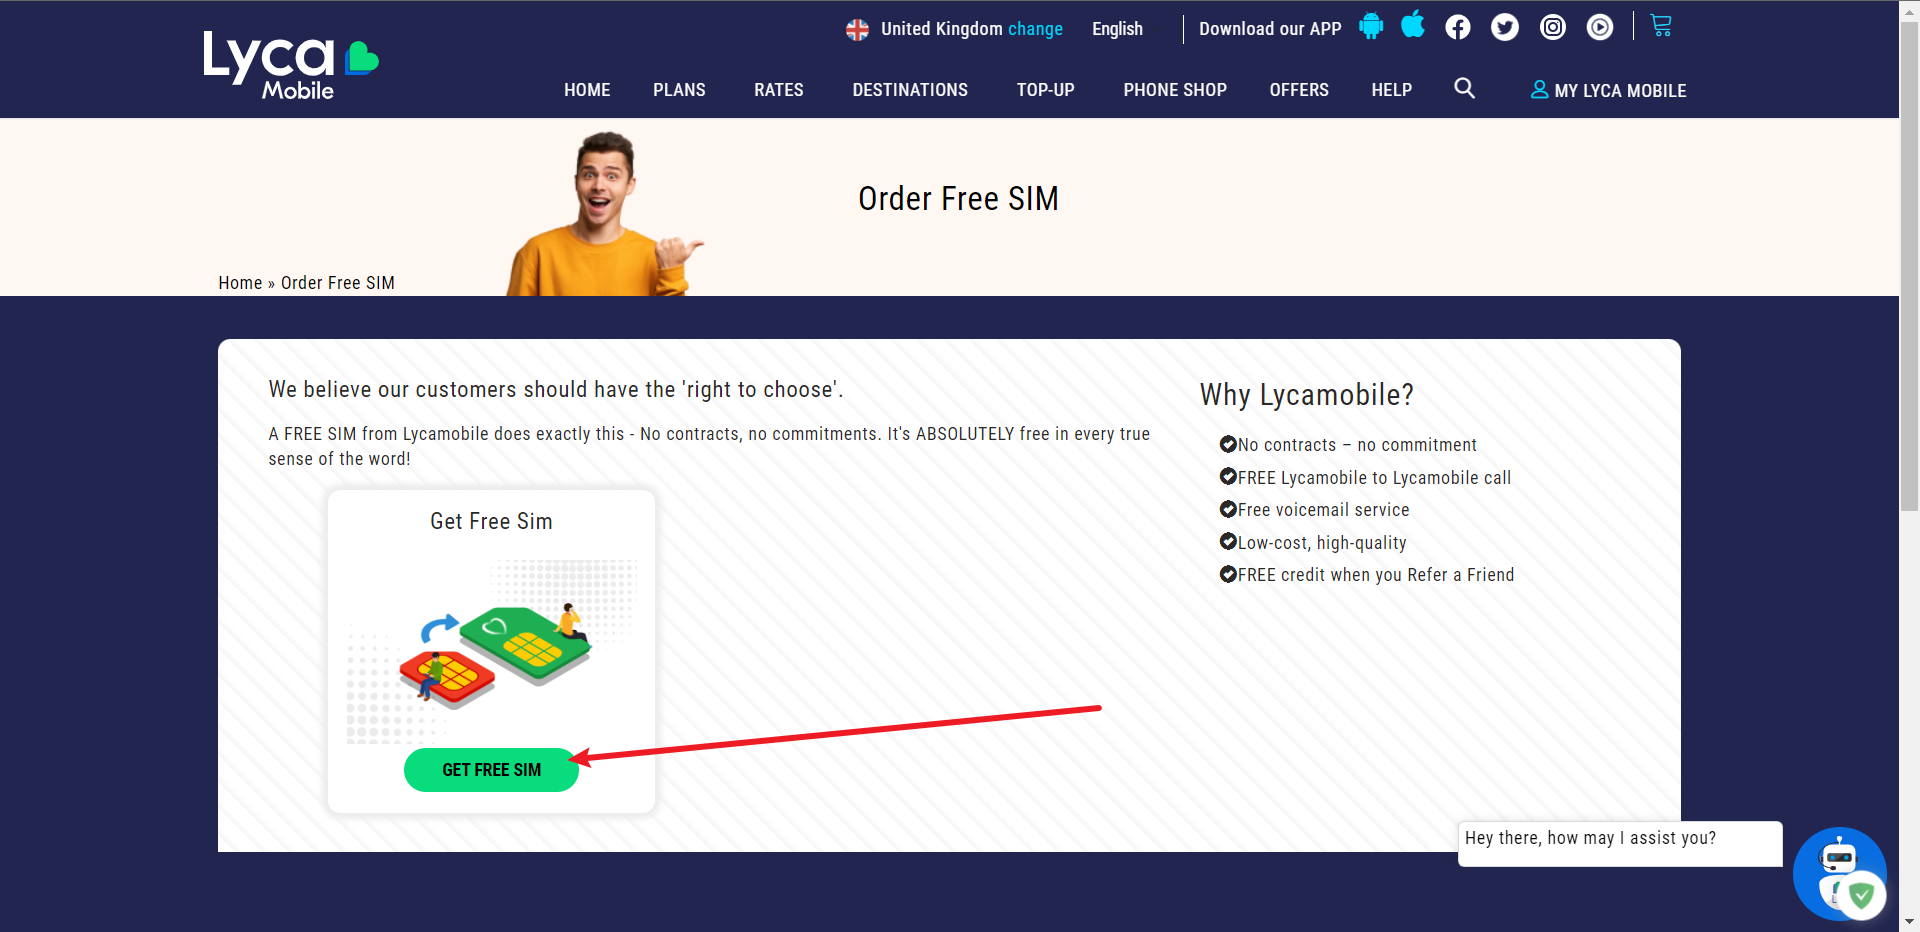 United Kingdom change English Download our APP
Lyca
Mobile
HOME PLANS RATES DESTINATIONS TOP-UP PHONE SHOP OFFERS HELP MY LYCA MOBILE
Order Free SIM
Home » Order Free SIM
We believe our customers should have the 'right to choose'.
A FREE SIM from Lycamobile does exactly this - No contracts, no commitments. It's ABSOLUTELY free in every true
sense of the word!
Get Free Sim
GET FREE SIM
Why Lycamobile?
No contracts – no commitment
FREE Lycamobile to Lycamobile call
Free voicemail service
Low-cost, high-quality
FREE credit when you Refer a Friend
Hey there, how may I assist you?